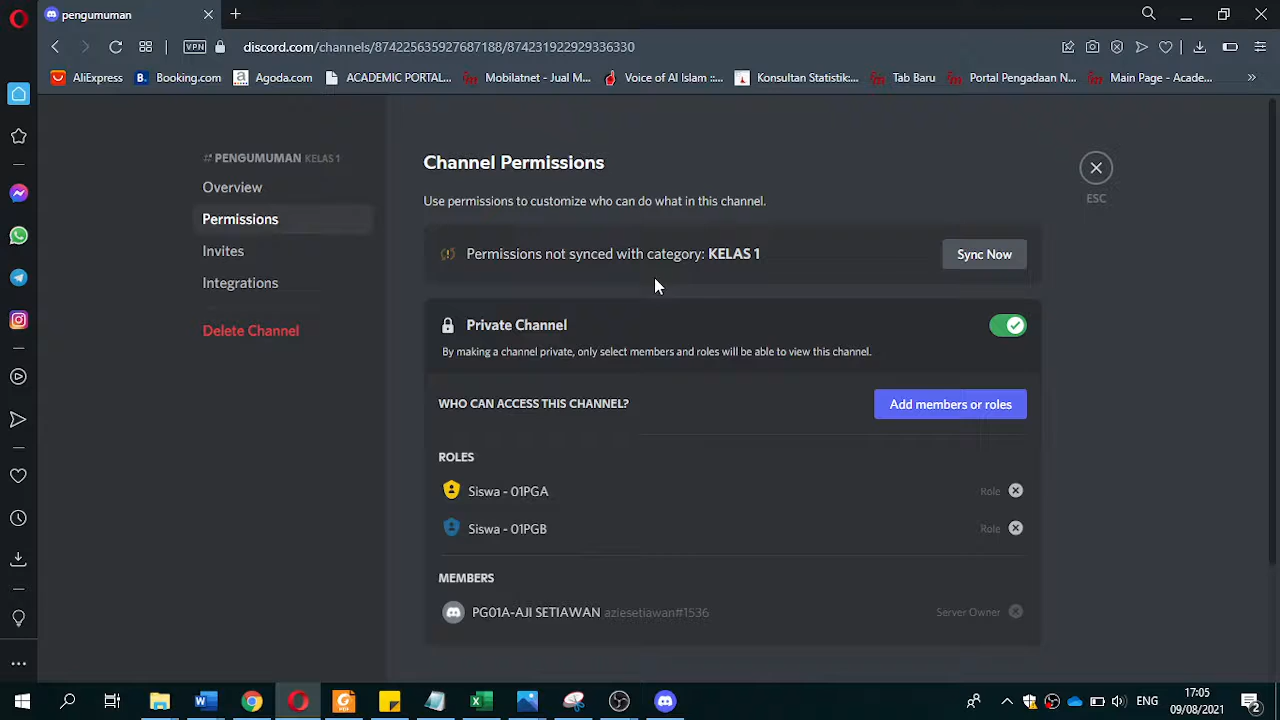 pengumuman
VPN
discord.com/channels/874225635927687188/874231922929336330
AliExpress
B. Booking.com
a Agoda.com
ACADEMIC PORTAL...
Mobilatnet - Jual M...
Voice of Al Islam ::...
Konsultan Statistik...
Tab Baru
Portal Pengadaan N...
Main Page - Acade...
PENGUMUMAN KELAS 1
Overview
Permissions
Invites
Integrations
Delete Channel
Channel Permissions
Use permissions to customize who can do what in this channel.
ESC
Permissions not synced with category: KELAS 1
Sync Now
Private Channel
By making a channel private, only select members and roles will be able to view this channel.
WHO CAN ACCESS THIS CHANNEL?
Add members or roles
ROLES
Siswa - 01PGA
Role
Siswa - 01PGB
Role
MEMBERS
PG01A-AJI SETIAWAN aziesetiawan#1536
Server Owner
ENG
17:05
09/08/2021
2